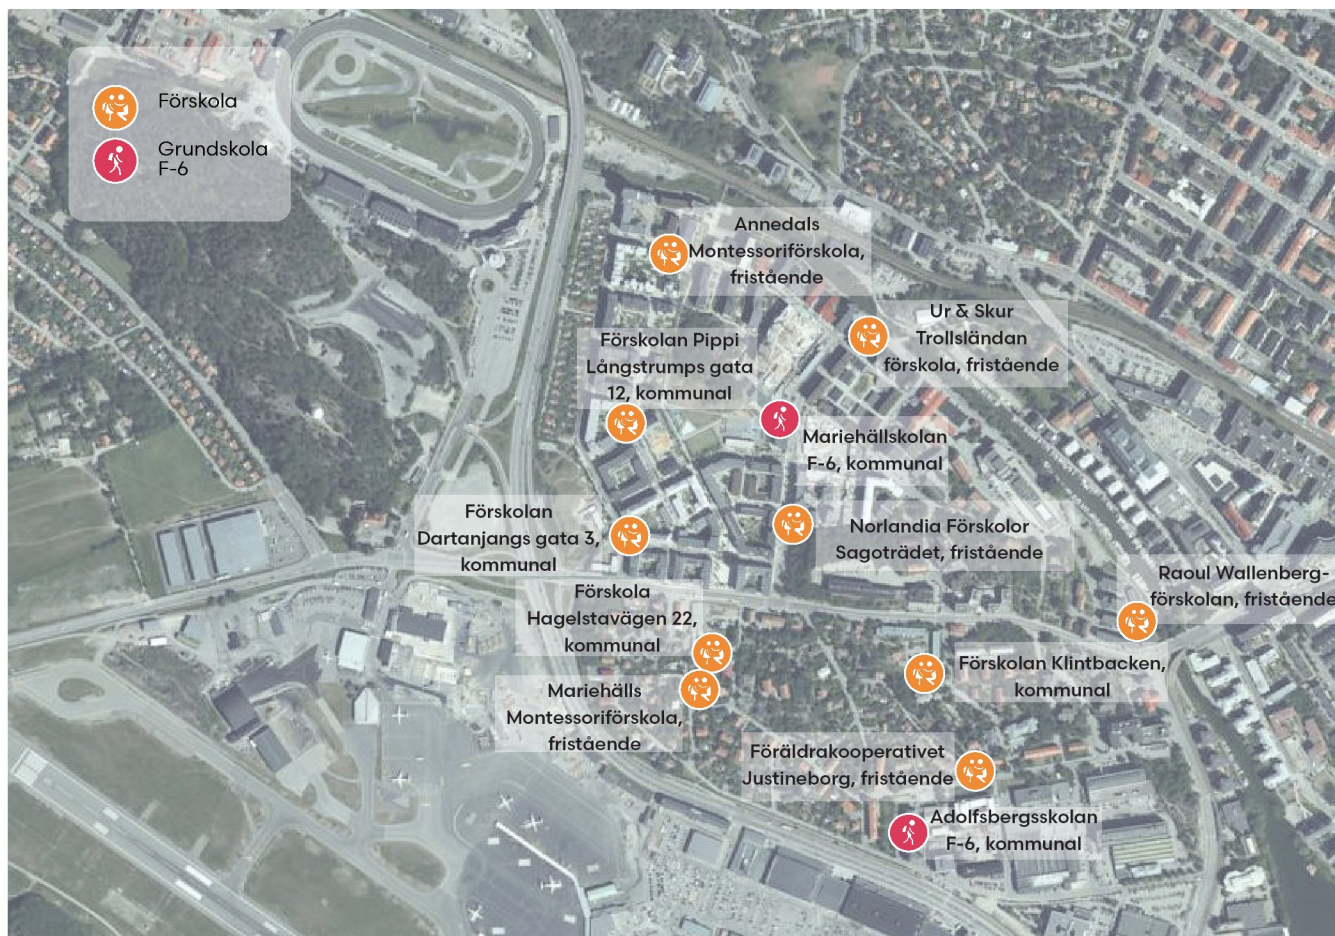 Förskola
Grundskola
F-6
Annedals
Montessoriförskola,
fristående
Ur & Skur
Trollsländan
förskola, fristående
Förskolan Pippi
Långstrumps gata
12, kommunal
Mariehällskolan
F-6, kommunal
Förskolan
Dartanjangs gata 3,
kommunal
Norlandia Förskolor
Sagoträdet, fristående
Raoul Wallenberg-
förskolan, fristående
Förskola
Hagelstavägen 22,
kommunal
Förskolan Klintbacken,
kommunal
Mariehälls
Montessoriförskola,
fristående
Föräldrakooperativet
Justineborg, fristående
Adolfsbergsskolan
F-6, kommunal